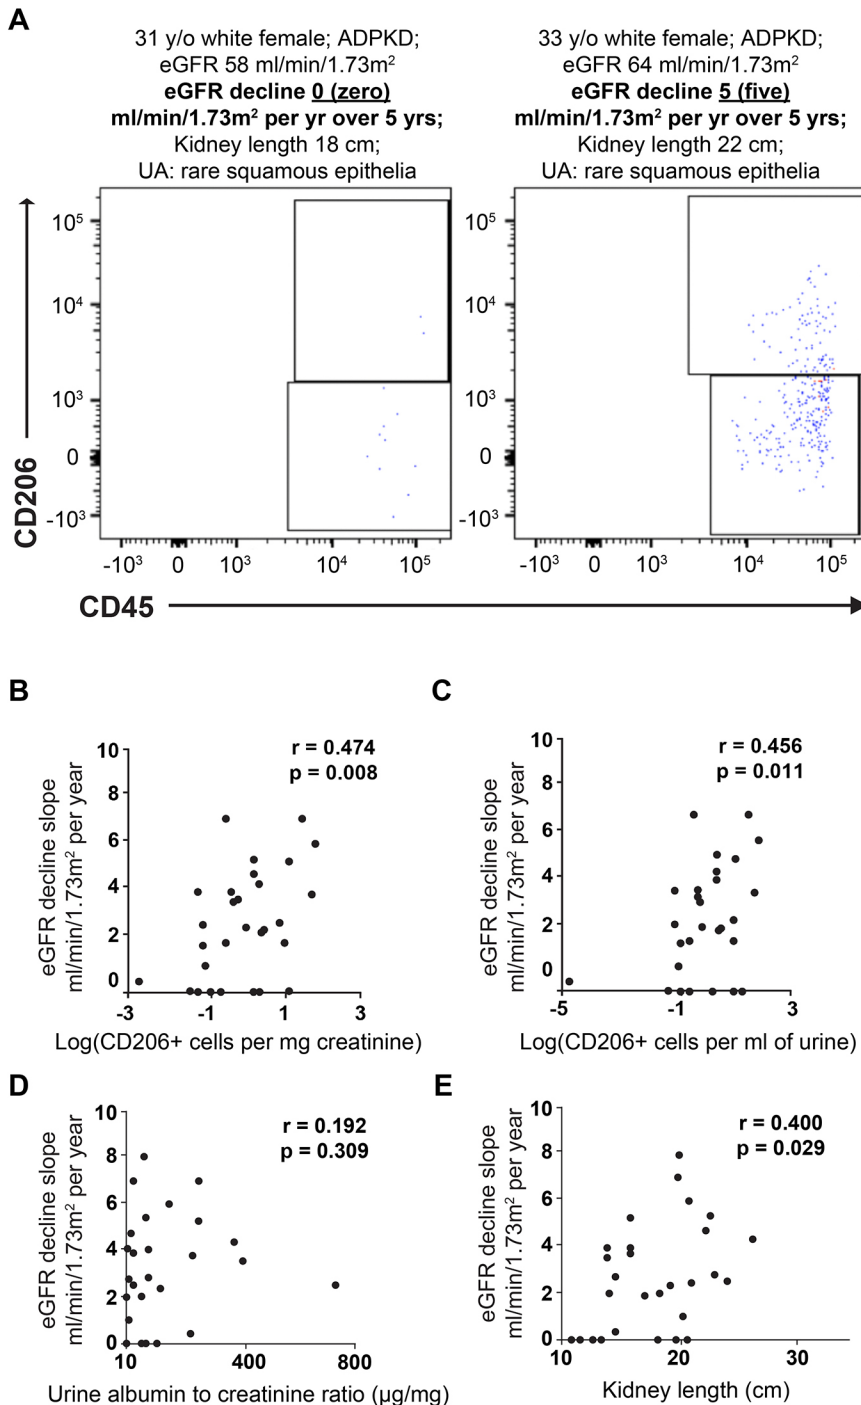 A
31 y/o white female; ADPKD;
eGFR 58 ml/min/1.73m²
eGFR decline 0 (zero)
ml/min/1.73m² per yr over 5 yrs;
Kidney length 18 cm;
UA: rare squamous epithelia
33 y/o white female; ADPKD;
eGFR 64 ml/min/1.73m²
eGFR decline 5 (five)
ml/min/1.73m² per yr over 5 yrs;
Kidney length 22 cm;
UA: rare squamous epithelia
CD206
10⁵
10⁴
10³
0
-10³
-10³ 0 10³ 10⁴ 10⁵
10⁵
10⁴
10³
0
-10³
-10³ 0 10³ 10⁴ 10⁵
CD45
B
r = 0.474
p = 0.008
eGFR decline slope
ml/min/1.73m² per year
10
8
6
4
2
0
-3 -1 1 3
Log(CD206+ cells per mg creatinine)
C
r = 0.456
p = 0.011
eGFR decline slope
ml/min/1.73m² per year
10
8
6
4
2
0
-5 -1 3
Log(CD206+ cells per ml of urine)
D
r = 0.192
p = 0.309
eGFR decline slope
ml/min/1.73m² per year
10
8
6
4
2
0
10 400 800
Urine albumin to creatinine ratio (µg/mg)
E
r = 0.400
p = 0.029
eGFR decline slope
ml/min/1.73m² per year
10
8
6
4
2
0
10 20 30
Kidney length (cm)